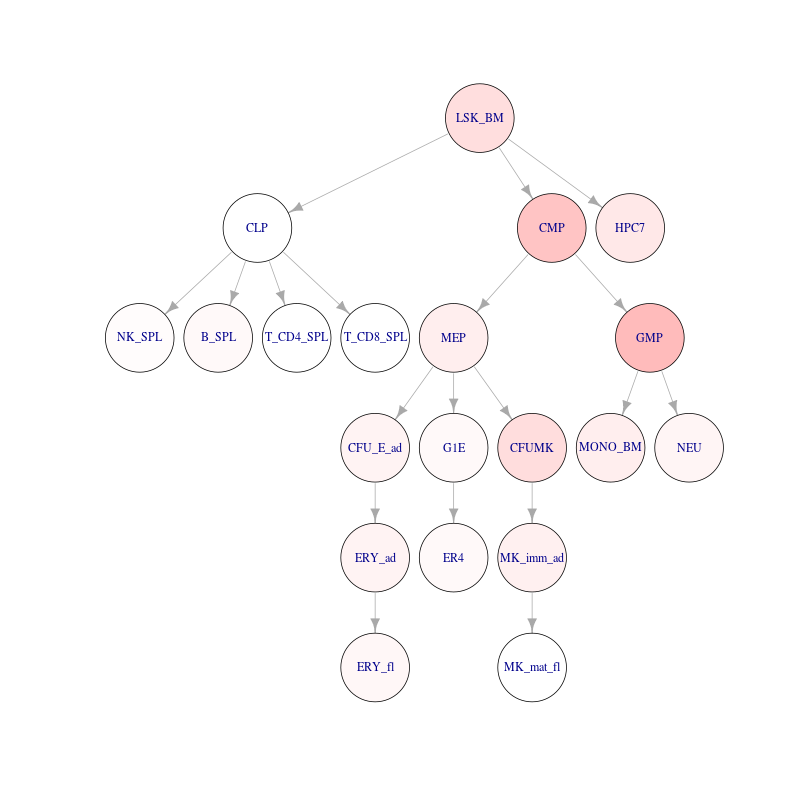 LSK_BM
CLP
CMP
HPC7
NK_SPL
B_SPL
T_CD4_SPL
T_CD8_SPL
MEP
GMP
CFU_E_ad
G1E
CFUMK
MONO_BM
NEU
ERY_ad
ER4
MK_imm_ad
ERY_fl
MK_mat_fl